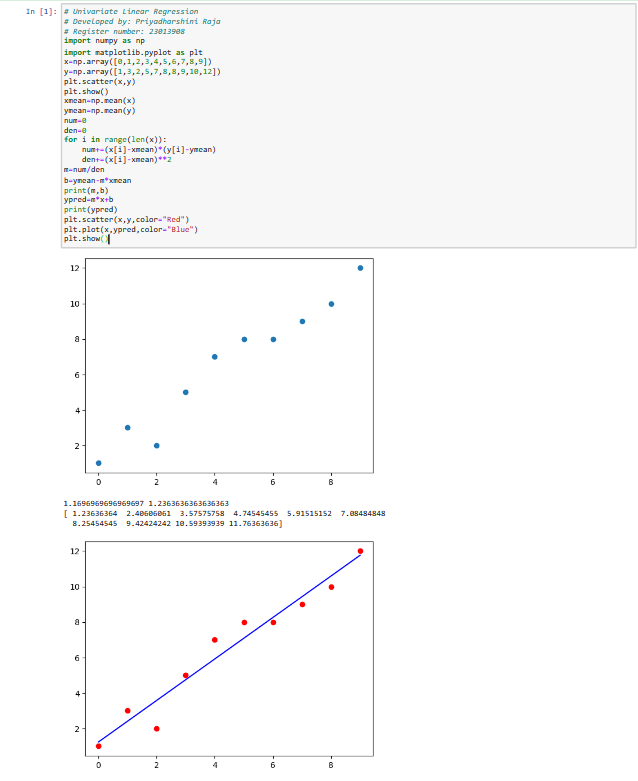 In [1]: # Univariate Linear Regression
# Developed by: Priyadharshini Raja
# Register number: 23013908
import numpy as np
import matplotlib.pyplot as plt
x=np.array([0,1,2,3,4,5,6,7,8,9])
y=np.array([1,3,2,5,7,8,8,9,10,12])
plt.scatter(x,y)
plt.show()
xmean=np.mean(x)
ymean=np.mean(y)
num=0
den=0
for i in range(len(x)):
    num+=(x[i]-xmean)*(y[i]-ymean)
    den+=(x[i]-xmean)**2
m=num/den
b=ymean-m*xmean
print(m,b)
ypred=m*x+b
print(ypred)
plt.scatter(x,y,color="Red")
plt.plot(x,ypred,color="Blue")
plt.show()
12
10
8
6
4
2
0 2 4 6 8
1.1696969696969697 1.2363636363636363
[ 1.23636364  2.40606061  3.57575758  4.74545455  5.91515152  7.08484848
  8.25454545  9.42424242 10.59393939 11.76363636]
12
10
8
6
4
2
0 2 4 6 8